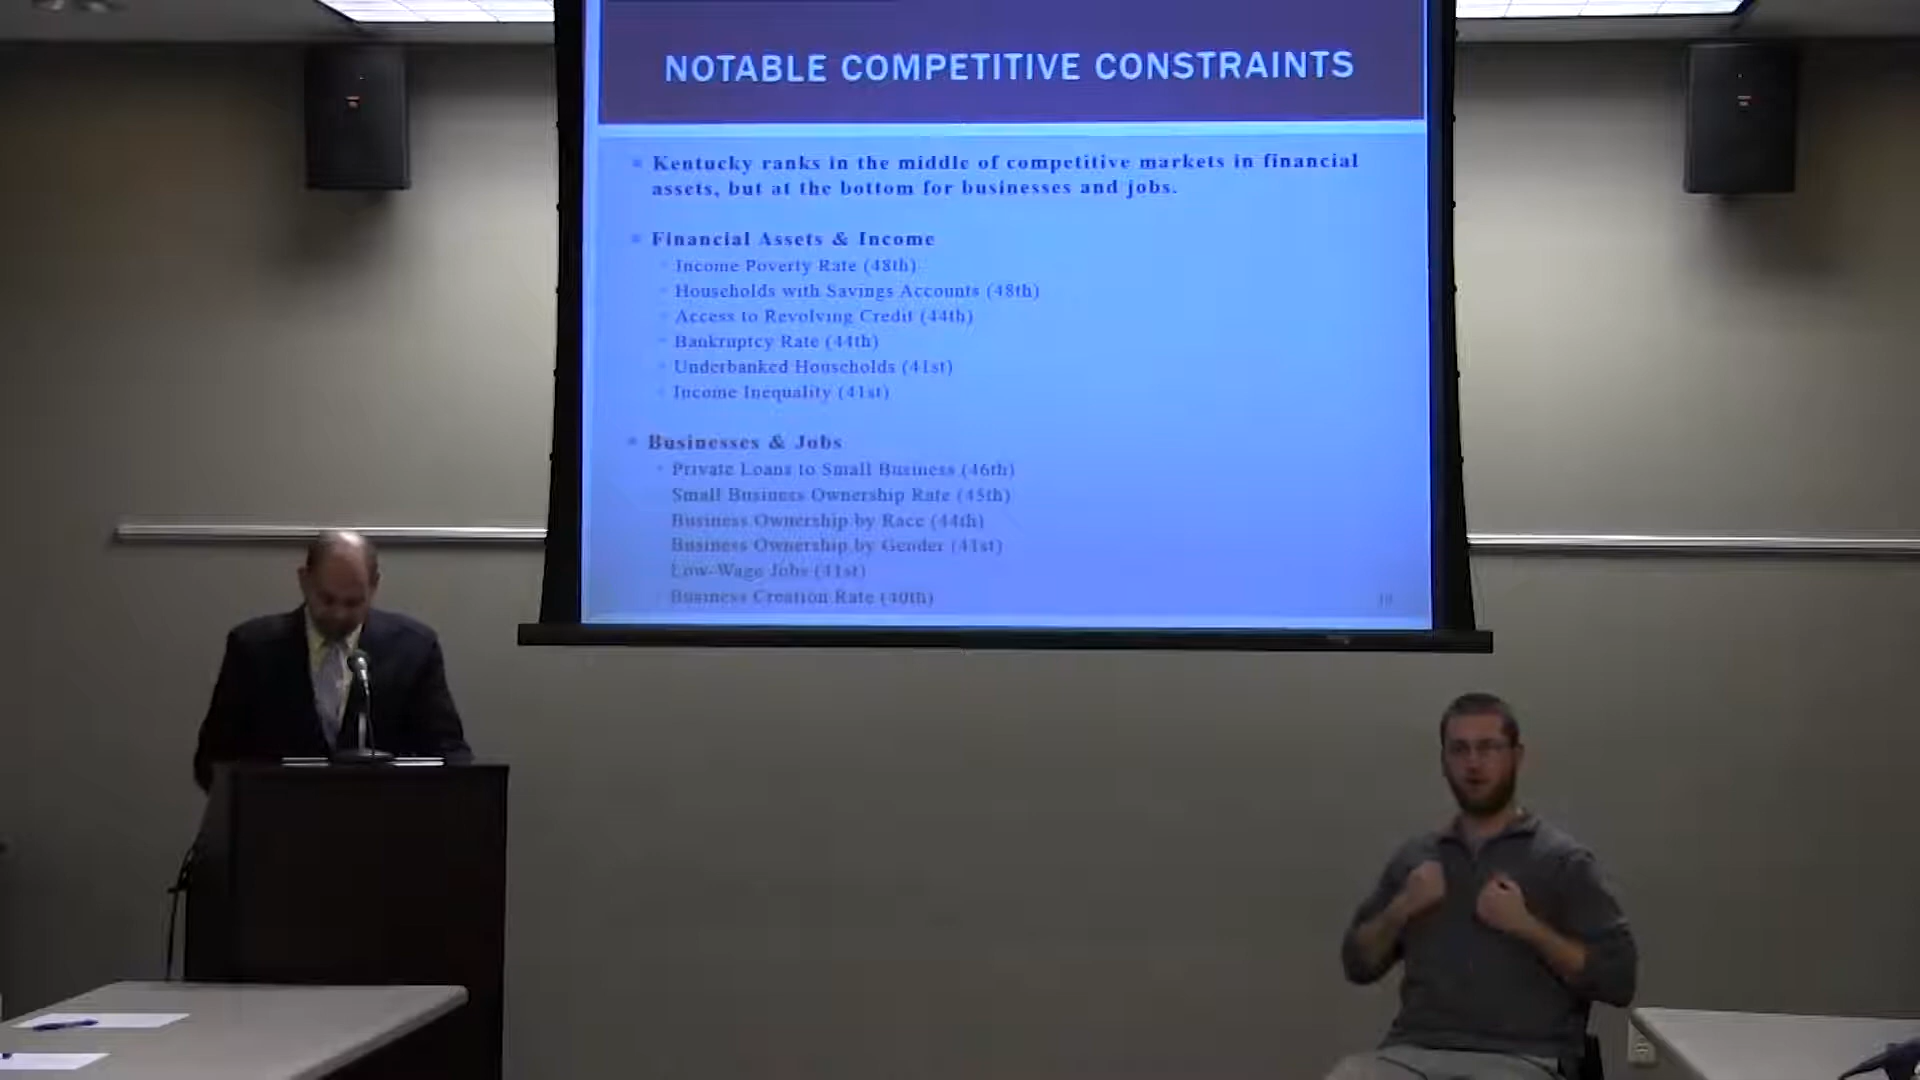 NOTABLE COMPETITIVE CONSTRAINTS
Kentucky ranks in the middle of competitive markets in financial
assets, but at the bottom for businesses and jobs.
Financial Assets & Income
Income Poverty Rate (48th)
Households with Savings Accounts (48th)
Access to Revolving Credit (44th)
Bankruptcy Rate (44th)
Underbanked Households (41st)
Income Inequality (41st)
Businesses & Jobs
Private Loans to Small Business (46th)
Small Business Ownership Rate (45th)
Business Ownership by Race (44th)
Business Ownership by Gender (41st)
Low-Wage Jobs (41st)
Business Creation Rate (40th)